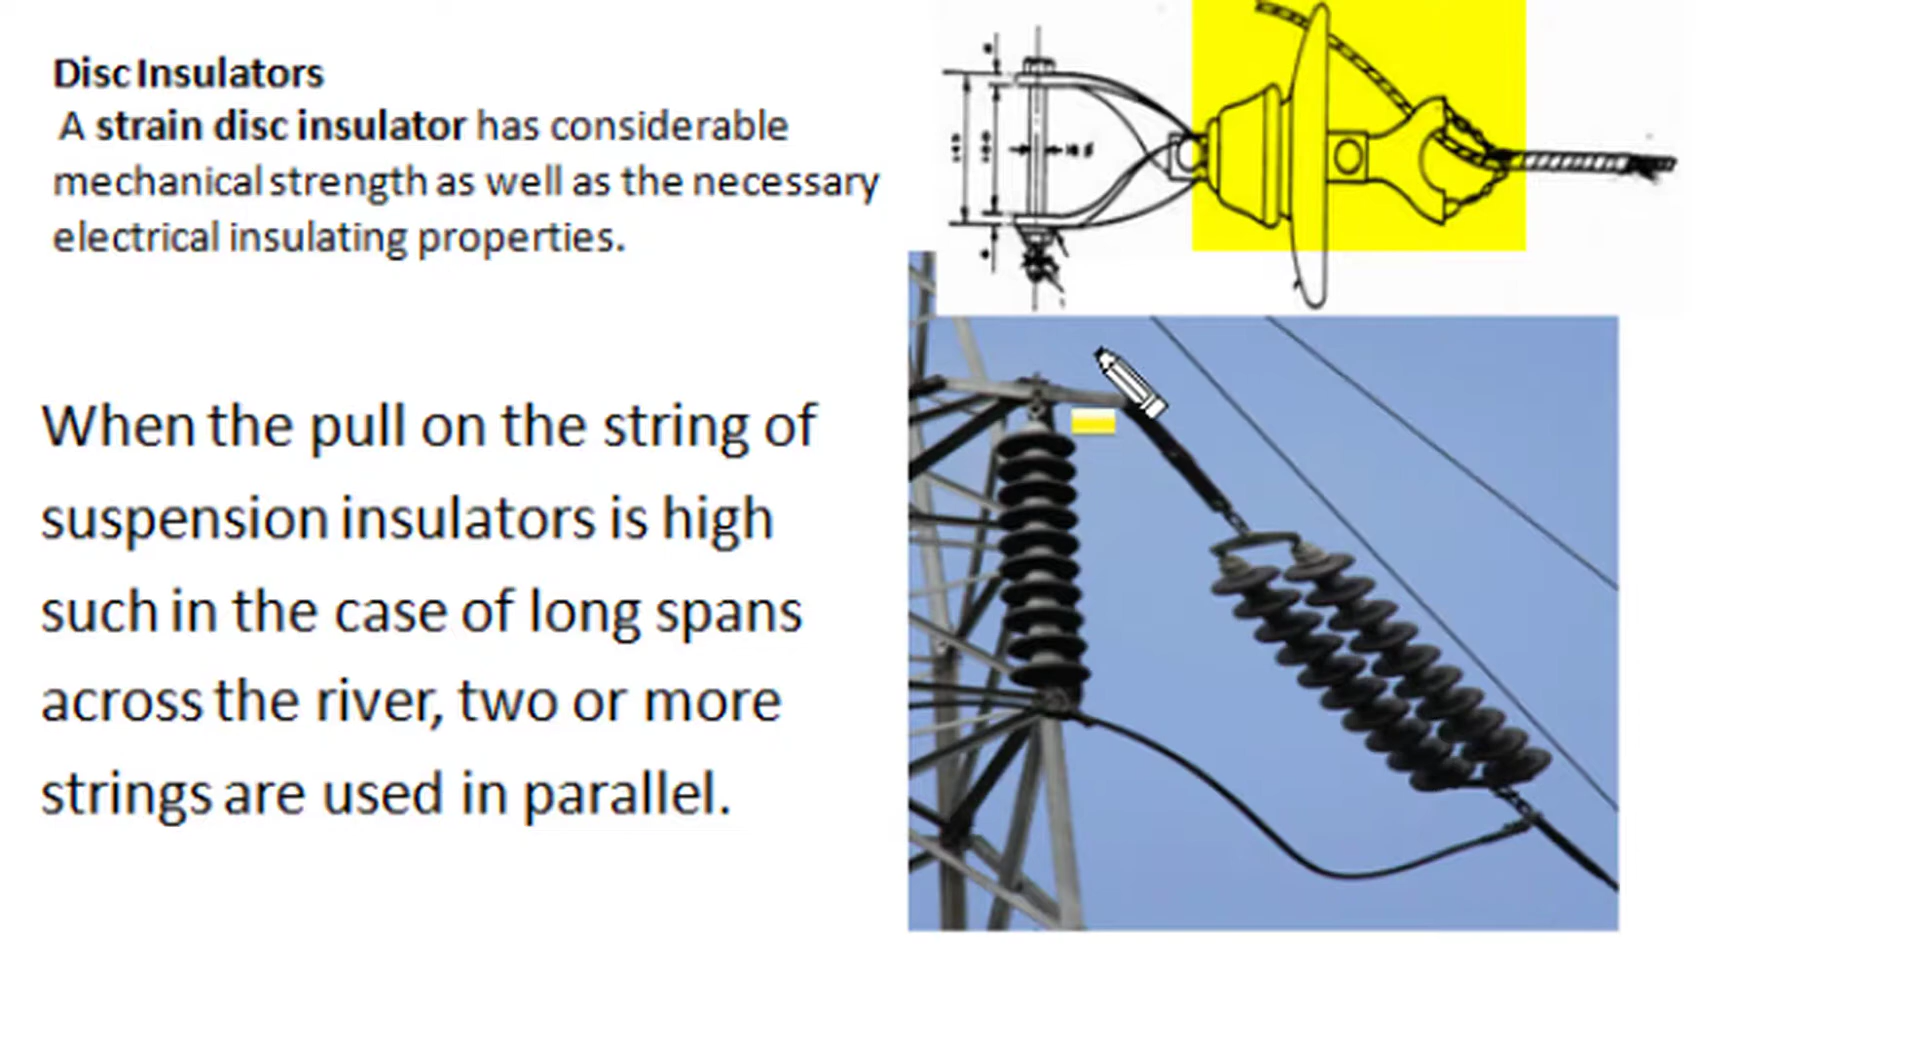 Disc Insulators
A strain disc insulator has considerable
mechanical strength as well as the necessary
electrical insulating properties.
When the pull on the string of
suspension insulators is high
such in the case of long spans
across the river, two or more
strings are used in parallel.